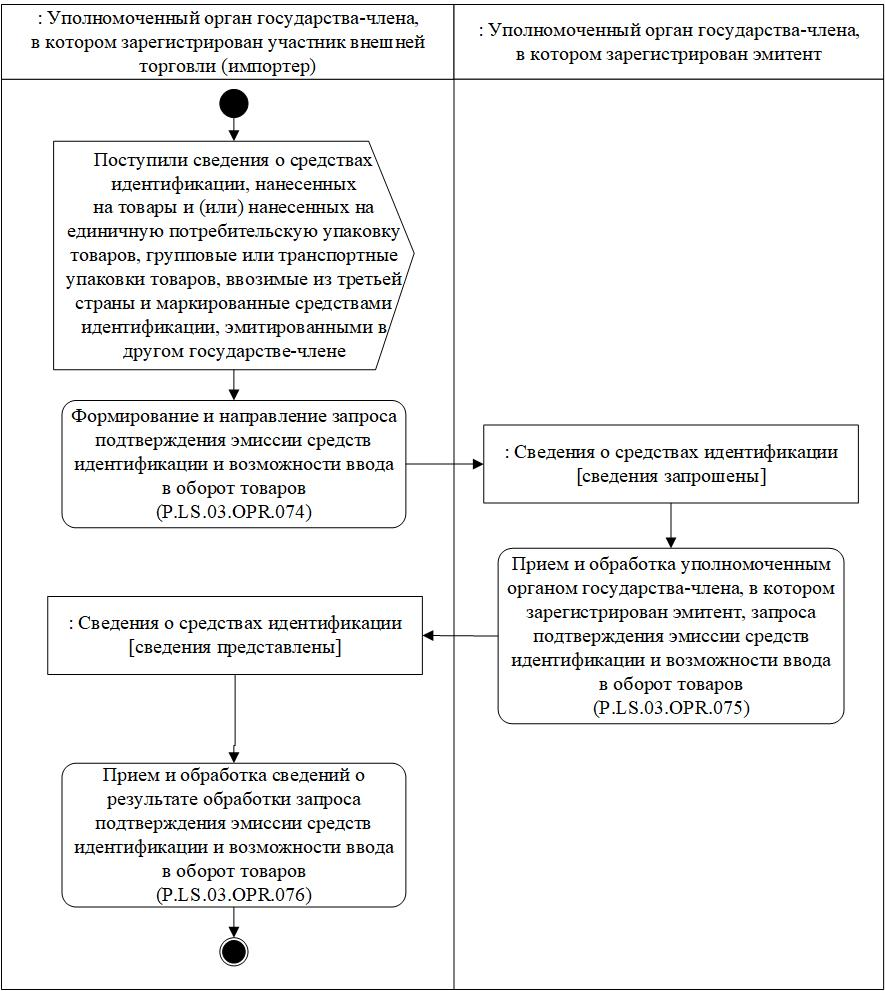 : Уполномоченный орган государства-члена,
в котором зарегистрирован участник внешней
торговли (импортер)
: Уполномоченный орган государства-члена,
в котором зарегистрирован эмитент
Поступили сведения о средствах
идентификации, нанесенных
на товары и (или) нанесенных на
единичную потребительскую упаковку
товаров, групповые или транспортные
упаковки товаров, ввозимые из третьей
страны и маркированные средствами
идентификации, эмитированными в
другом государстве-члене
Формирование и направление запроса
подтверждения эмиссии средств
идентификации и возможности ввода
в оборот товаров
(P.LS.03.OPR.074)
: Сведения о средствах идентификации
[сведения запрошены]
Прием и обработка уполномоченным
органом государства-члена, в котором
зарегистрирован эмитент, запроса
подтверждения эмиссии средств
идентификации и возможности ввода
в оборот товаров
(P.LS.03.OPR.075)
: Сведения о средствах идентификации
[сведения представлены]
Прием и обработка сведений о
результате обработки запроса
подтверждения эмиссии средств
идентификации и возможности ввода
в оборот товаров
(P.LS.03.OPR.076)